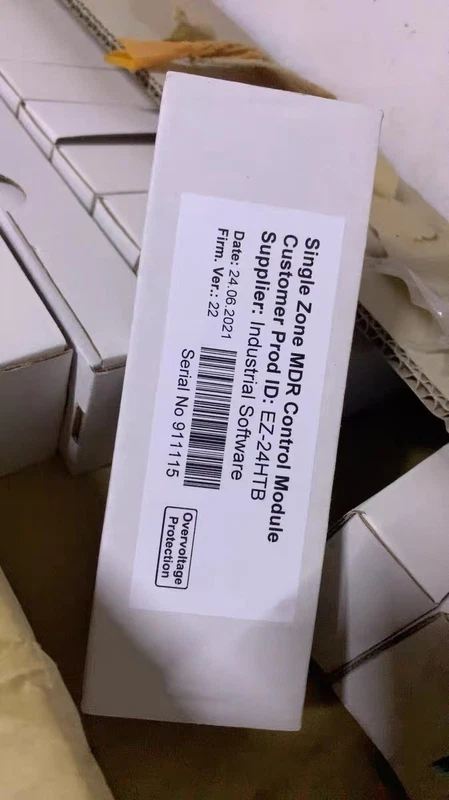 Single Zone MDR Control Module
Customer Prod ID: EZ-24HTB
Supplier: Industrial Software
Date: 24.06.2021
Firm. Ver.: 22
Serial No 911115
Overvoltage
Protection